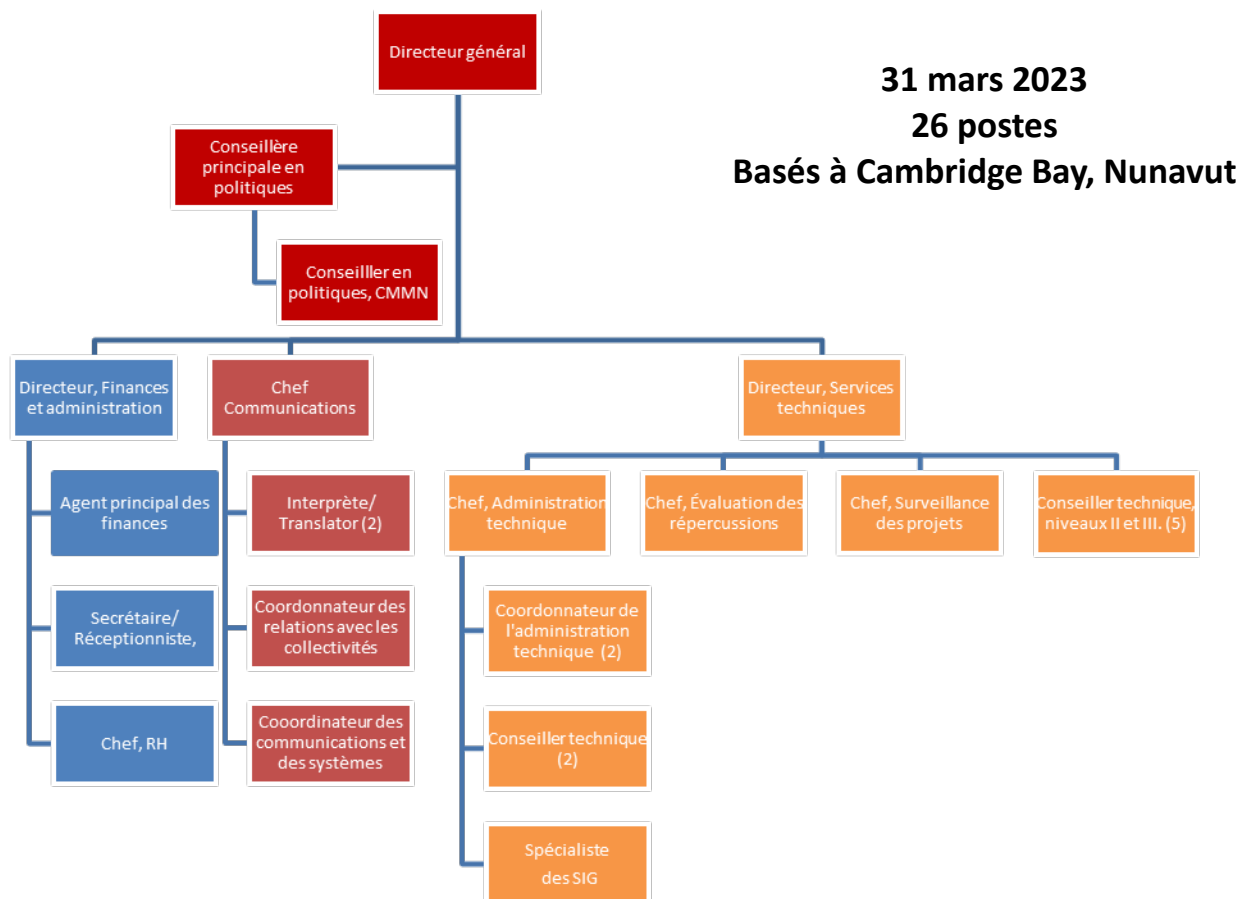 Directeur général
31 mars 2023
26 postes
Basés à Cambridge Bay, Nunavut
Conseillère
principale en
politiques
Conseilller en
politiques, CMMN
Directeur, Finances
et administration
Chef
Communications
Directeur, Services
techniques
Agent principal des
finances
Interprète/
Translator (2)
Chef, Administration
technique
Chef, Évaluation des
répercussions
Chef, Surveillance
des projets
Conseiller technique,
niveaux II et III. (5)
Secrétaire/
Réceptionniste,
Coordonnateur des
relations avec les
collectivités
Coordonnateur de
l'administration
technique (2)
Chef, RH
Cooordinateur des
communications et
des systèmes
Conseiller technique
(2)
Spécialiste
des SIG